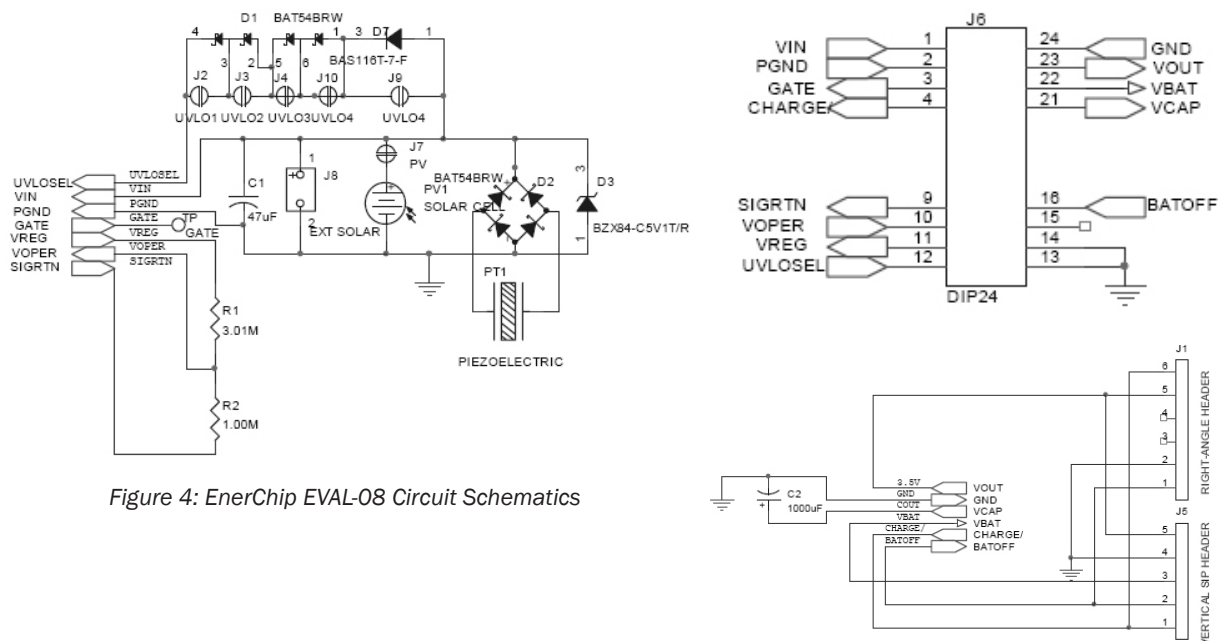 D1 BAT54BRW
4 1 3 D7 1
3 2 5 6 BAS116T-7-F
J2 J3 J4 J10 J9
UVLO1 UVLO2 UVLO3 UVLO4 UVLO4
UVLOSEL UVLOSEL
VIN VIN
PGND PGND
GATE GATE
VREG VREG
VOPER VOPER
SIGRTN SIGRTN
TP
GATE
C1
47uF
1
J8
+
2
EXT SOLAR
J7
PV
+
PV1
SOLAR CELL
BAT54BRW
D2
+
-
3
D3
BZX84-C5V1T/R
1
PT1
PIEZOELECTRIC
R1
3.01M
R2
1.00M
Figure 4: EnerChip EVAL-08 Circuit Schematics
J6
VIN 1 24 GND
PGND 2 23 VOUT
GATE 3 22 VBAT
CHARGE/ 4 21 VCAP
SIGRTN 9 16 BATOFF
VOPER 10 15
VREG 11 14
UVLOSEL 12 13
DIP24
C2
1000uF
+
3.5V VOUT
GND GND
COUT VCAP
VBAT VBAT
CHARGE/ CHARGE/
BATOFF BATOFF
J1
6
5
4
3
2
1
RIGHT-ANGLE HEADER
J5
5
4
3
2
1
VERTICAL SIP HEADER